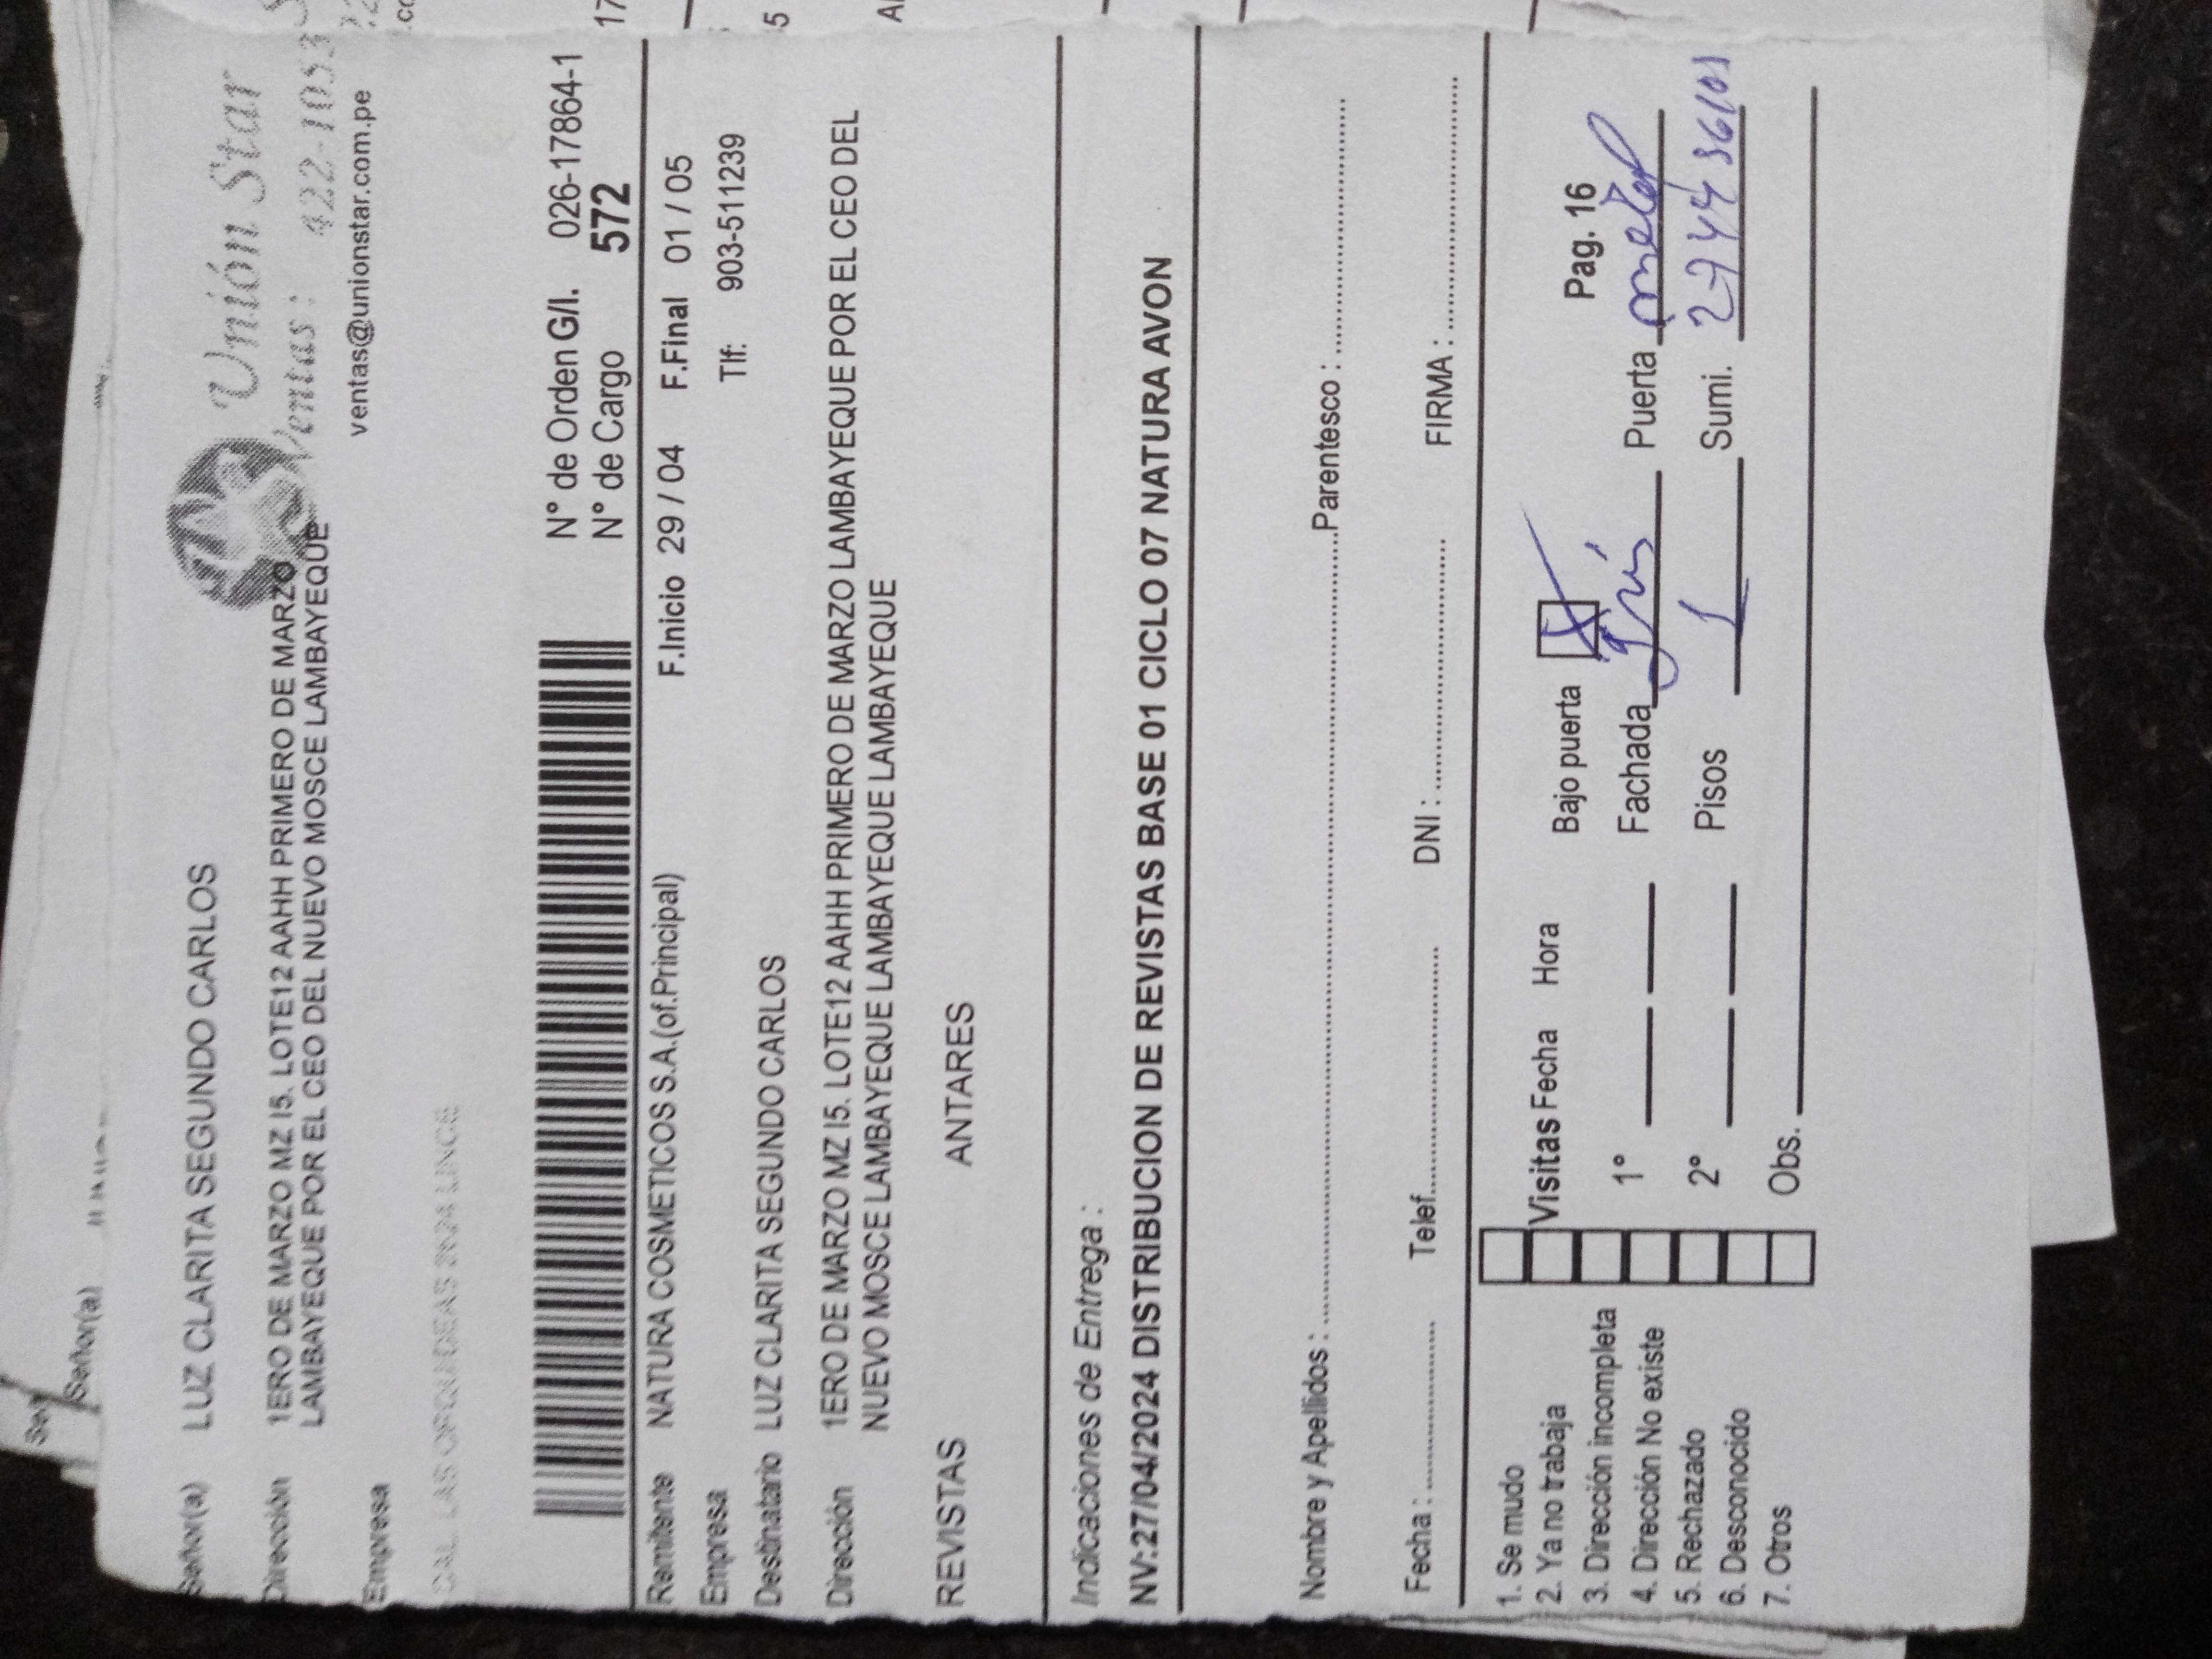 Señor(a)
Unión Star
Ventas : 422-1053
ventas@unionstar.com.pe
Señor(a) LUZ CLARITA SEGUNDO CARLOS
Dirección 1ERO DE MARZO MZ I5. LOTE12 AAHH PRIMERO DE MARZO
LAMBAYEQUE POR EL CEO DEL NUEVO MOSCE LAMBAYEQUE
Empresa
N° de Orden G/I. 026-17864-1
N° de Cargo 572
Remitente NATURA COSMETICOS S.A.(of.Principal) F.Inicio 29 / 04 F.Final 01 / 05
Empresa Tlf: 903-511239
Destinatario LUZ CLARITA SEGUNDO CARLOS
Dirección 1ERO DE MARZO MZ I5. LOTE12 AAHH PRIMERO DE MARZO LAMBAYEQUE POR EL CEO DEL
NUEVO MOSCE LAMBAYEQUE LAMBAYEQUE LAMBAYEQUE
REVISTAS ANTARES
Indicaciones de Entrega :
NV:27/04/2024 DISTRIBUCION DE REVISTAS BASE 01 CICLO 07 NATURA AVON
Nombre y Apellidos : Parentesco :
Fecha : Telef. DNI : FIRMA :
1. Se mudo
2. Ya no trabaja
3. Dirección incompleta
4. Dirección No existe
5. Rechazado
6. Desconocido
7. Otros
Visitas Fecha Hora Bajo puerta X Pag. 16
1° Fachada Gris Puerta metal
2° Pisos 1 Sumi.
Obs.